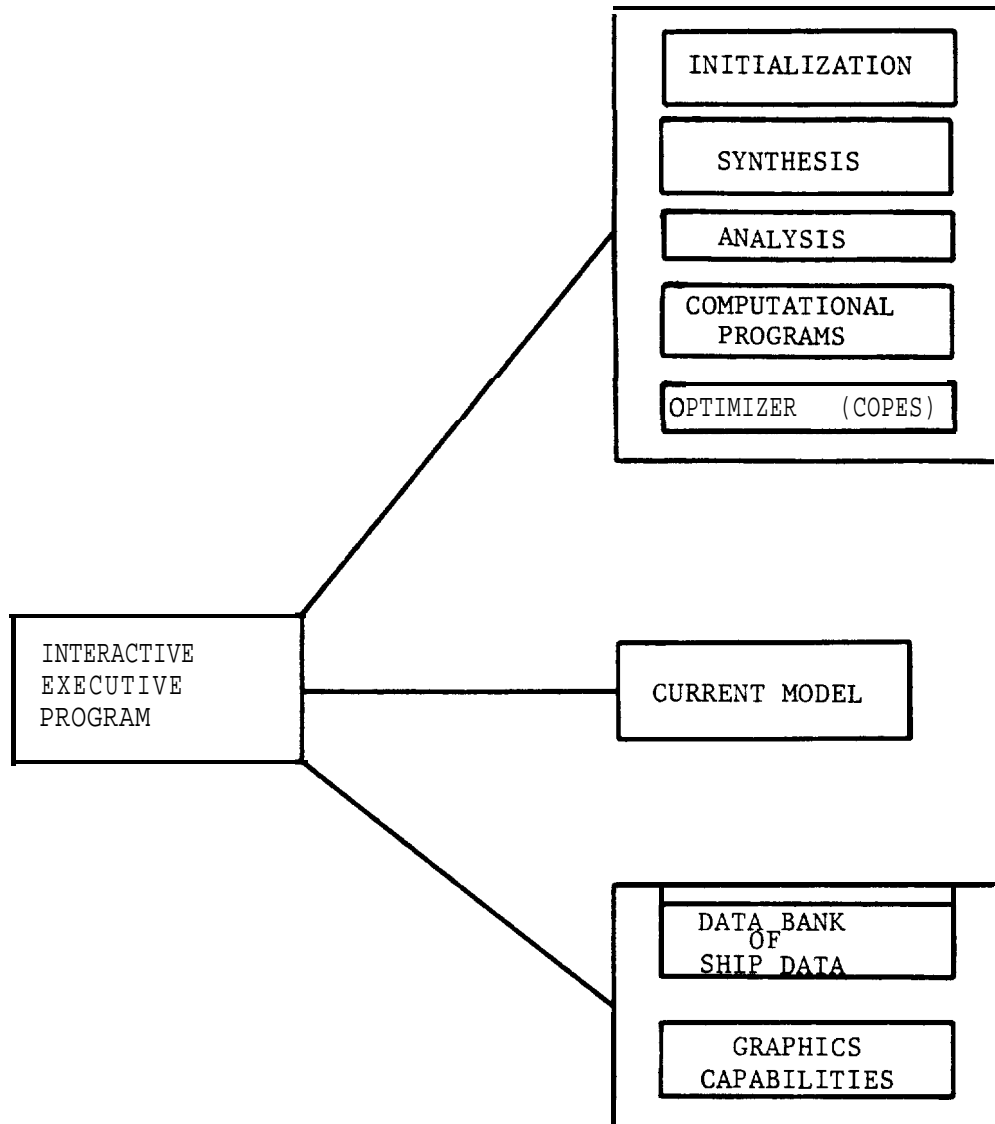 INITIALIZATION
SYNTHESIS
ANALYSIS
COMPUTATIONAL
PROGRAMS
OPTIMIZER (COPES)
INTERACTIVE
EXECUTIVE
PROGRAM
CURRENT MODEL
DATA BANK
OF
SHIP DATA
GRAPHICS
CAPABILITIES